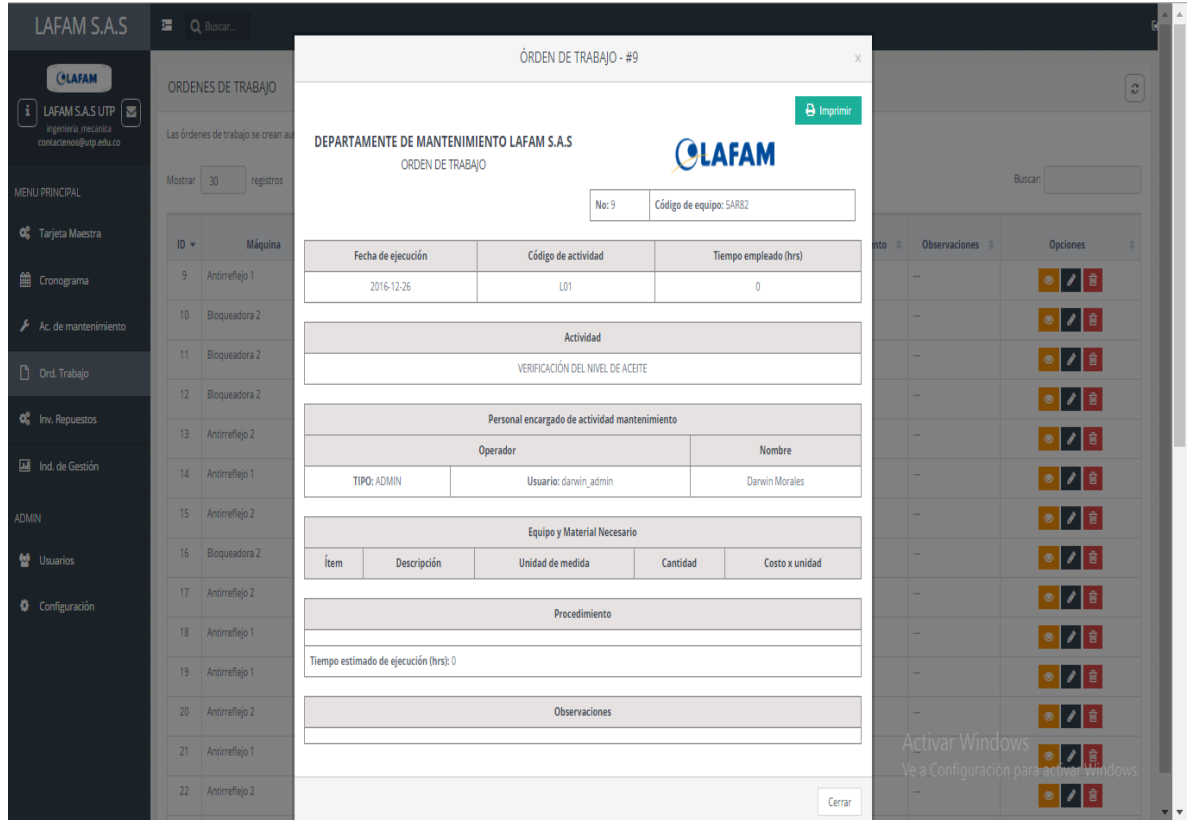 LAFAM S.A.S
Buscar...
LAFAM
LAFAM S.A.S UTP
ingenieria_mecanica
contactenos@utp.edu.co
MENU PRINCIPAL
Tarjeta Maestra
Cronograma
Ac. de mantenimiento
Ord. Trabajo
Inv. Repuestos
Ind. de Gestión
ADMIN
Usuarios
Configuración
ORDENES DE TRABAJO
Las órdenes de trabajo se crean au
Mostrar 30 registros
Buscar:
ID Máquina nto Observaciones Opciones
9 Antirreflejo 1 ---
10 Bloqueadora 2 ---
11 Bloqueadora 2 ---
12 Bloqueadora 2 ---
13 Antirreflejo 2 ---
14 Antirreflejo 1 ---
15 Antirreflejo 2 ---
16 Bloqueadora 2 ---
17 Antirreflejo 2 ---
18 Antirreflejo 1 ---
19 Antirreflejo 1 ---
20 Antirreflejo 2 ---
21 Antirreflejo 1 ---
22 Antirreflejo 2 ---
ÓRDEN DE TRABAJO - #9
x
Imprimir
DEPARTAMENTE DE MANTENIMIENTO LAFAM S.A.S
ORDEN DE TRABAJO
LAFAM
No: 9 Código de equipo: 5AR82
Fecha de ejecución Código de actividad Tiempo empleado (hrs)
2016-12-26 L01 0
Actividad
VERIFICACIÓN DEL NIVEL DE ACEITE
Personal encargado de actividad mantenimiento
Operador Nombre
TIPO: ADMIN Usuario: darwin_admin Darwin Morales
Equipo y Material Necesario
Ítem Descripción Unidad de medida Cantidad Costo x unidad
Procedimiento
Tiempo estimado de ejecución (hrs): 0
Observaciones
Cerrar
Activar Windows
Ve a Configuración para activar Windows.